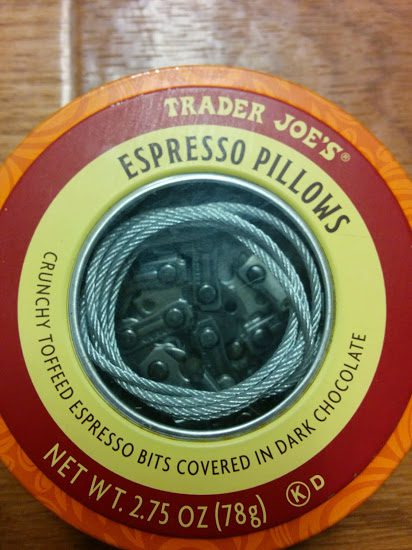 TRADER JOE'S®
ESPRESSO PILLOWS
CRUNCHY TOFFEED ESPRESSO BITS COVERED IN DARK CHOCOLATE
NET WT. 2.75 OZ (78g)
K D